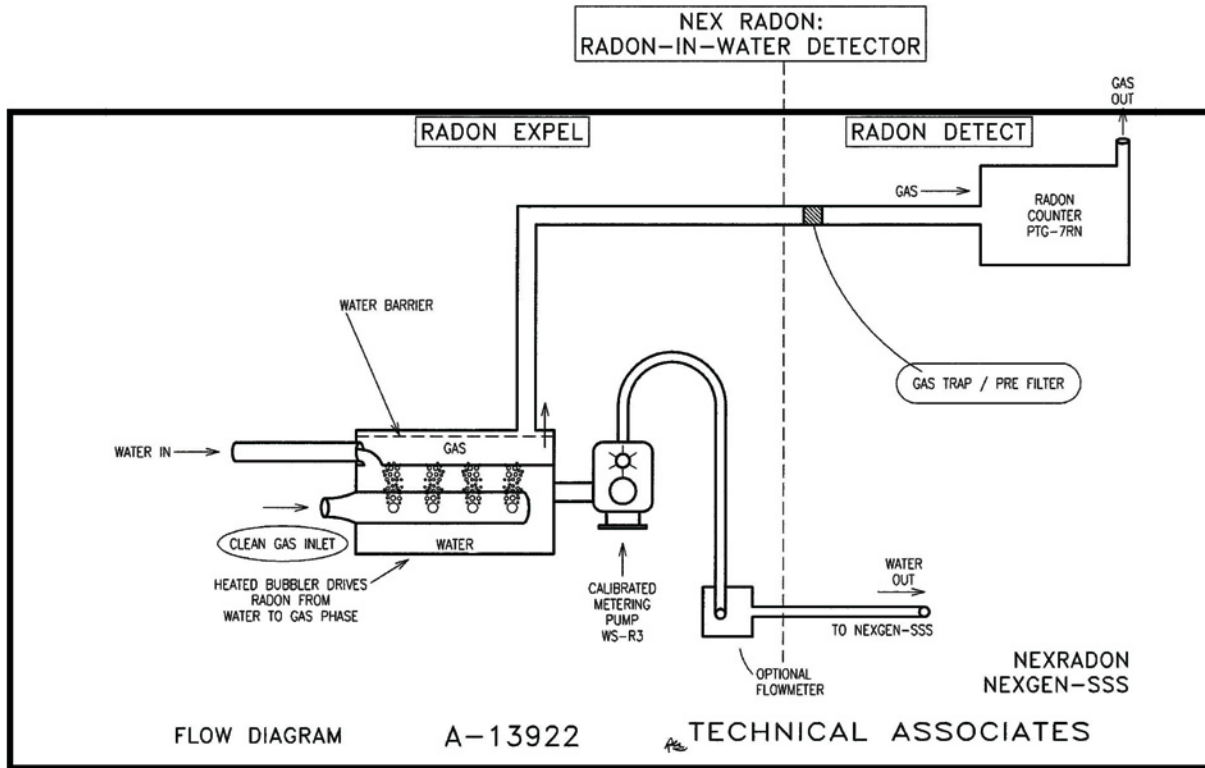 NEX RADON:
RADON-IN-WATER DETECTOR
GAS
OUT
RADON EXPEL
RADON DETECT
GAS
RADON
COUNTER
PTG-7RN
WATER BARRIER
GAS TRAP / PRE FILTER
WATER IN
GAS
CLEAN GAS INLET
WATER
HEATED BUBBLER DRIVES
RADON FROM
WATER TO GAS PHASE
CALIBRATED
METERING
PUMP
WS-R3
WATER
OUT
TO NEXGEN-SSS
OPTIONAL
FLOWMETER
NEXRADON
NEXGEN-SSS
FLOW DIAGRAM
A-13922
TECHNICAL ASSOCIATES